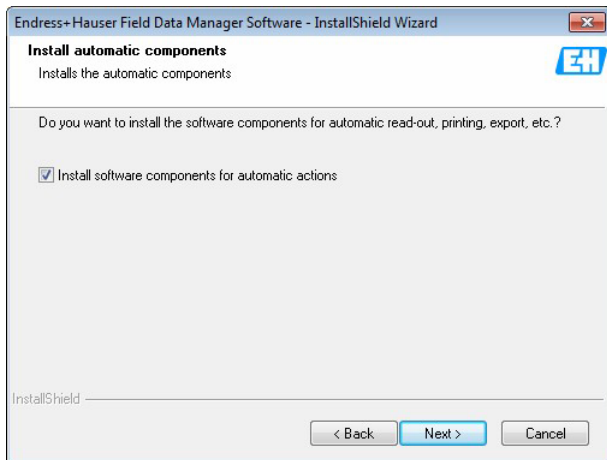 Endress+Hauser Field Data Manager Software - InstallShield Wizard
Install automatic components
Installs the automatic components
EH
Do you want to install the software components for automatic read-out, printing, export, etc.?
Install software components for automatic actions
InstallShield
< Back
Next >
Cancel